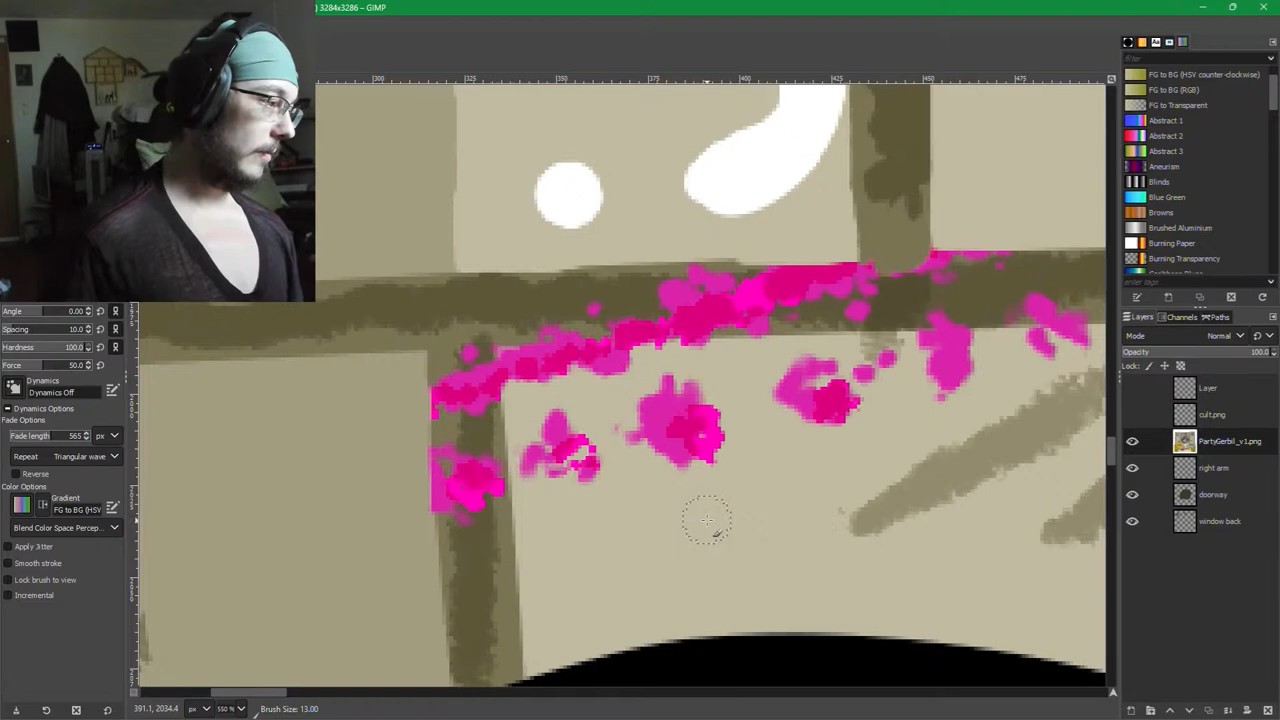 ) 3284x3286 – GIMP
300 325 350 375 400 425 450 475
FG to BG (HSV counter-clockwise)
FG to BG (RGB)
FG to Transparent
Abstract 1
Abstract 2
Abstract 3
Aneurism
Blinds
Blue Green
Browns
Brushed Aluminium
Burning Paper
Burning Transparency
enter tags
Layers Channels Paths
Mode Normal
Opacity 100.0
Lock:
Layer
cult.png
PartyGerbil_v1.png
right arm
doorway
window back
Angle 0.00
Spacing 10.0
Hardness 100.0
Force 50.0
Dynamics
Dynamics Off
Dynamics Options
Fade Options
Fade length 565 px
Repeat Triangular wave
Reverse
Color Options
Gradient
FG to BG (HSV
Blend Color Space Percep...
Apply Jitter
Smooth stroke
Lock brush to view
Incremental
391.1, 2034.4 px 550 % Brush Size: 13.00